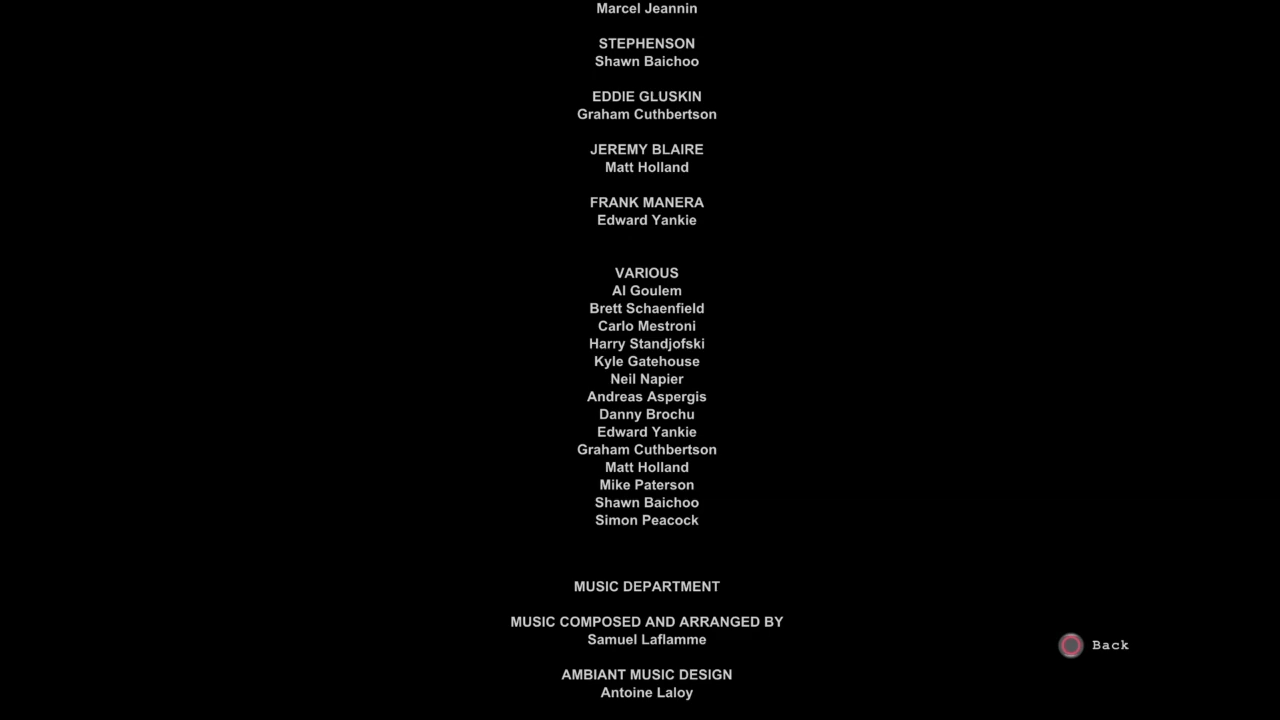 Marcel Jeannin
STEPHENSON
Shawn Baichoo
EDDIE GLUSKIN
Graham Cuthbertson
JEREMY BLAIRE
Matt Holland
FRANK MANERA
Edward Yankie
VARIOUS
Al Goulem
Brett Schaenfield
Carlo Mestroni
Harry Standjofski
Kyle Gatehouse
Neil Napier
Andreas Aspergis
Danny Brochu
Edward Yankie
Graham Cuthbertson
Matt Holland
Mike Paterson
Shawn Baichoo
Simon Peacock
MUSIC DEPARTMENT
MUSIC COMPOSED AND ARRANGED BY
Samuel Laflamme
Back
AMBIANT MUSIC DESIGN
Antoine Laloy